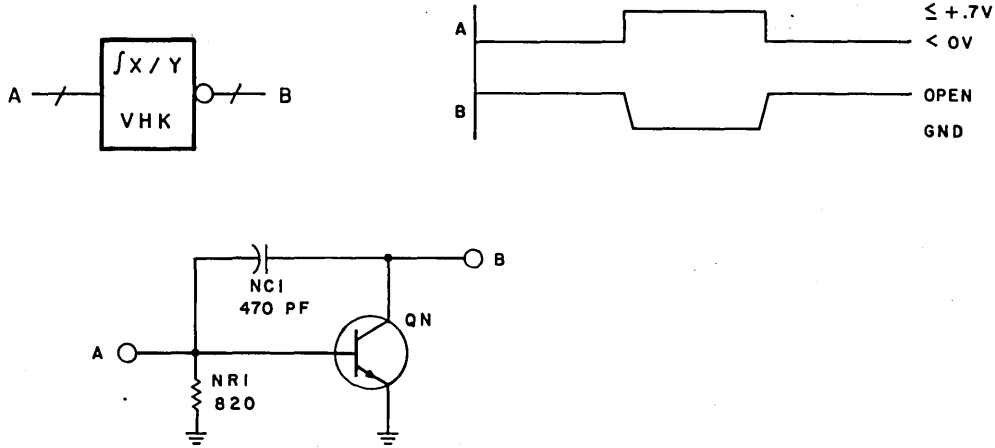 ∫X/Y
VHK
A
B
A
B
≤ +.7V
< 0V
OPEN
GND
NC1
470 PF
B
QN
A
NR1
820